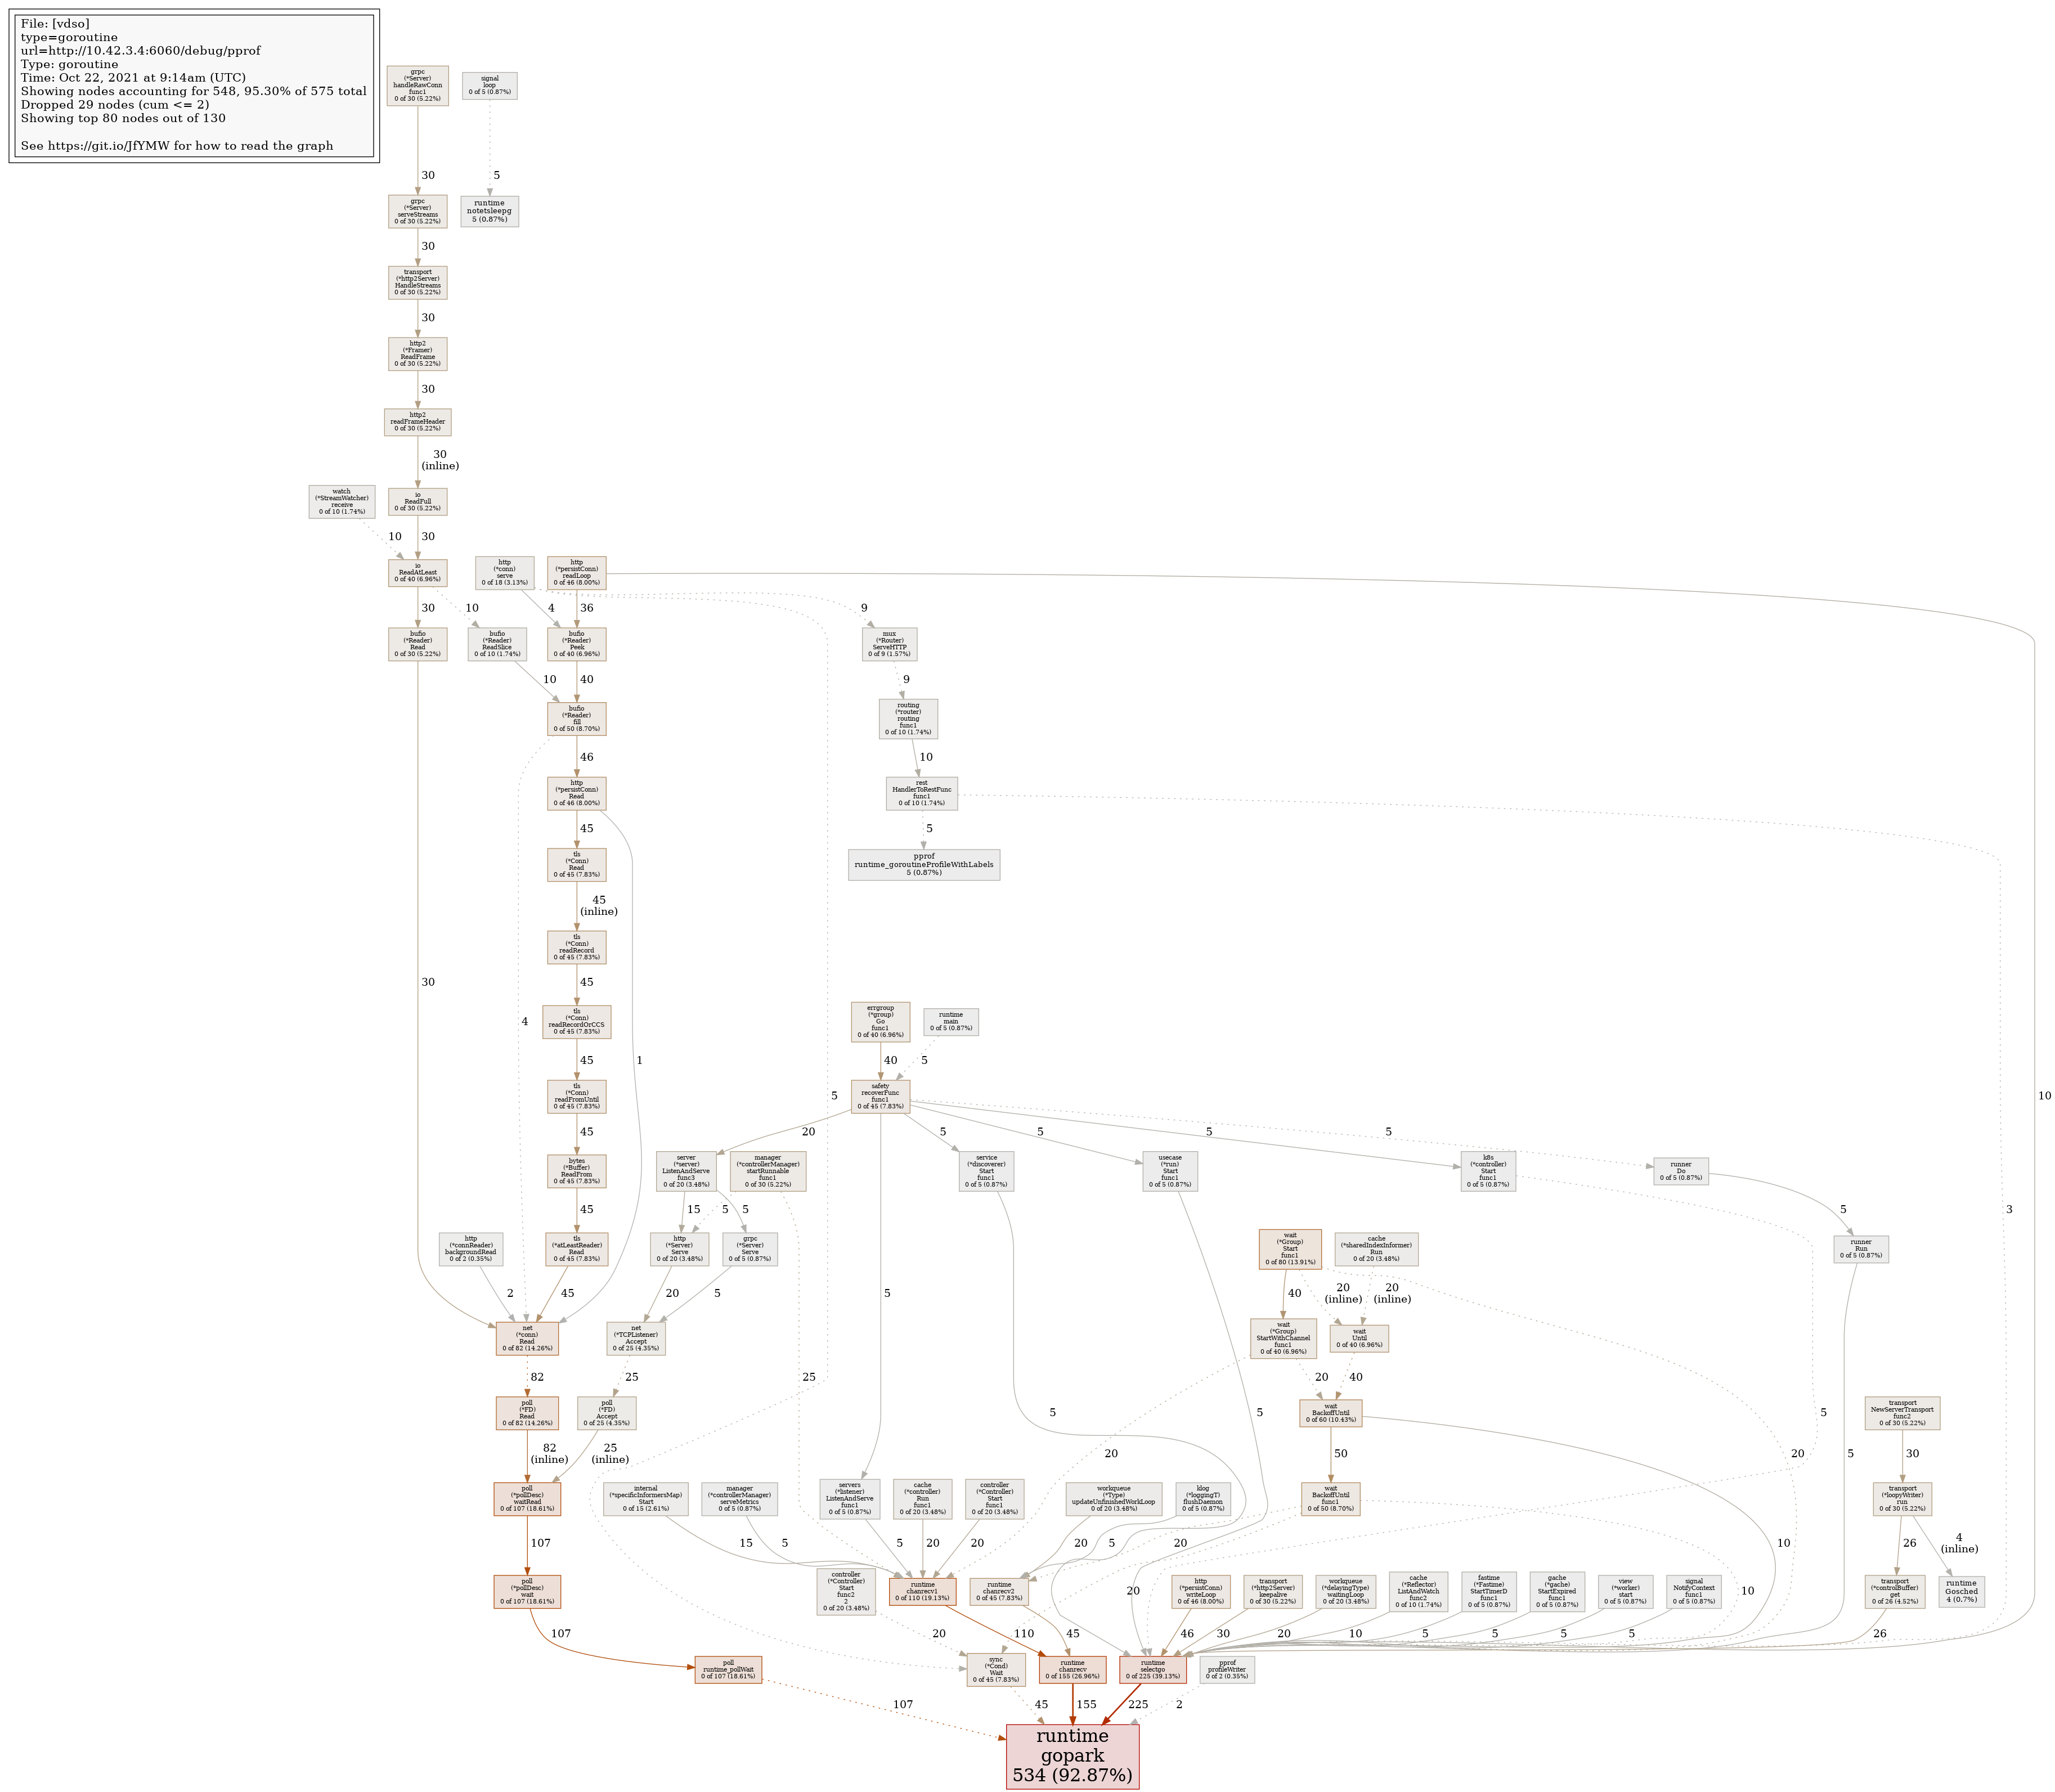 File: [vdso]
type=goroutine
url=http://10.42.3.4:6060/debug/pprof
Type: goroutine
Time: Oct 22, 2021 at 9:14am (UTC)
Showing nodes accounting for 548, 95.30% of 575 total
Dropped 29 nodes (cum <= 2)
Showing top 80 nodes out of 130
See https://git.io/JfYMW for how to read the graph
grpc
(*Server)
handleRawConn
func1
0 of 30 (5.22%)
signal
loop
0 of 5 (0.87%)
30
5
grpc
(*Server)
serveStreams
0 of 30 (5.22%)
runtime
notetsleepg
5 (0.87%)
30
transport
(*http2Server)
HandleStreams
0 of 30 (5.22%)
30
http2
(*Framer)
ReadFrame
0 of 30 (5.22%)
30
http2
readFrameHeader
0 of 30 (5.22%)
30
(inline)
watch
(*StreamWatcher)
receive
0 of 10 (1.74%)
io
ReadFull
0 of 30 (5.22%)
10
30
io
ReadAtLeast
0 of 40 (6.96%)
http
(*conn)
serve
0 of 18 (3.13%)
http
(*persistConn)
readLoop
0 of 46 (8.00%)
30
10
4
36
9
bufio
(*Reader)
Read
0 of 30 (5.22%)
bufio
(*Reader)
ReadSlice
0 of 10 (1.74%)
bufio
(*Reader)
Peek
0 of 40 (6.96%)
mux
(*Router)
ServeHTTP
0 of 9 (1.57%)
10
40
9
bufio
(*Reader)
fill
0 of 50 (8.70%)
routing
(*router)
routing
func1
0 of 10 (1.74%)
46
10
http
(*persistConn)
Read
0 of 46 (8.00%)
rest
HandlerToRestFunc
func1
0 of 10 (1.74%)
45
5
tls
(*Conn)
Read
0 of 45 (7.83%)
pprof
runtime_goroutineProfileWithLabels
5 (0.87%)
45
(inline)
tls
(*Conn)
readRecord
0 of 45 (7.83%)
30
45
tls
(*Conn)
readRecordOrCCS
0 of 45 (7.83%)
errgroup
(*group)
Go
func1
0 of 40 (6.96%)
runtime
main
0 of 5 (0.87%)
4
45
1
40
5
tls
(*Conn)
readFromUntil
0 of 45 (7.83%)
safety
recoverFunc
func1
0 of 45 (7.83%)
5
10
45
20
5
5
5
5
bytes
(*Buffer)
ReadFrom
0 of 45 (7.83%)
server
(*server)
ListenAndServe
func3
0 of 20 (3.48%)
manager
(*controllerManager)
startRunnable
func1
0 of 30 (5.22%)
service
(*discoverer)
Start
func1
0 of 5 (0.87%)
usecase
(*run)
Start
func1
0 of 5 (0.87%)
k8s
(*controller)
Start
func1
0 of 5 (0.87%)
runner
Do
0 of 5 (0.87%)
45
15
5
5
5
3
http
(*connReader)
backgroundRead
0 of 2 (0.35%)
tls
(*atLeastReader)
Read
0 of 45 (7.83%)
http
(*Server)
Serve
0 of 20 (3.48%)
grpc
(*Server)
Serve
0 of 5 (0.87%)
wait
(*Group)
Start
func1
0 of 80 (13.91%)
cache
(*sharedIndexInformer)
Run
0 of 20 (3.48%)
runner
Run
0 of 5 (0.87%)
2
45
20
5
5
40
20
(inline)
20
(inline)
net
(*conn)
Read
0 of 82 (14.26%)
net
(*TCPListener)
Accept
0 of 25 (4.35%)
wait
(*Group)
StartWithChannel
func1
0 of 40 (6.96%)
wait
Until
0 of 40 (6.96%)
82
25
25
20
40
poll
(*FD)
Read
0 of 82 (14.26%)
poll
(*FD)
Accept
0 of 25 (4.35%)
wait
BackoffUntil
0 of 60 (10.43%)
transport
NewServerTransport
func2
0 of 30 (5.22%)
5
5
5
82
(inline)
25
(inline)
20
50
20
5
30
poll
(*pollDesc)
waitRead
0 of 107 (18.61%)
internal
(*specificInformersMap)
Start
0 of 15 (2.61%)
manager
(*controllerManager)
serveMetrics
0 of 5 (0.87%)
servers
(*listener)
ListenAndServe
func1
0 of 5 (0.87%)
cache
(*controller)
Run
func1
0 of 20 (3.48%)
controller
(*Controller)
Start
func1
0 of 20 (3.48%)
workqueue
(*Type)
updateUnfinishedWorkLoop
0 of 20 (3.48%)
klog
(*loggingT)
flushDaemon
0 of 5 (0.87%)
wait
BackoffUntil
func1
0 of 50 (8.70%)
transport
(*loopyWriter)
run
0 of 30 (5.22%)
107
15
5
5
20
20
20
5
20
10
26
4
(inline)
poll
(*pollDesc)
wait
0 of 107 (18.61%)
controller
(*Controller)
Start
func2
2
0 of 20 (3.48%)
runtime
chanrecv1
0 of 110 (19.13%)
runtime
chanrecv2
0 of 45 (7.83%)
20
http
(*persistConn)
writeLoop
0 of 46 (8.00%)
transport
(*http2Server)
keepalive
0 of 30 (5.22%)
workqueue
(*delayingType)
waitingLoop
0 of 20 (3.48%)
cache
(*Reflector)
ListAndWatch
func2
0 of 10 (1.74%)
fastime
(*Fastime)
StartTimerD
func1
0 of 5 (0.87%)
gache
(*gache)
StartExpired
func1
0 of 5 (0.87%)
view
(*worker)
start
0 of 5 (0.87%)
signal
NotifyContext
func1
0 of 5 (0.87%)
10
transport
(*controlBuffer)
get
0 of 26 (4.52%)
runtime
Gosched
4 (0.7%)
107
20
110
45
46
30
20
10
5
5
5
5
26
poll
runtime_pollWait
0 of 107 (18.61%)
sync
(*Cond)
Wait
0 of 45 (7.83%)
runtime
chanrecv
0 of 155 (26.96%)
runtime
selectgo
0 of 225 (39.13%)
pprof
profileWriter
0 of 2 (0.35%)
107
45
155
225
2
runtime
gopark
534 (92.87%)